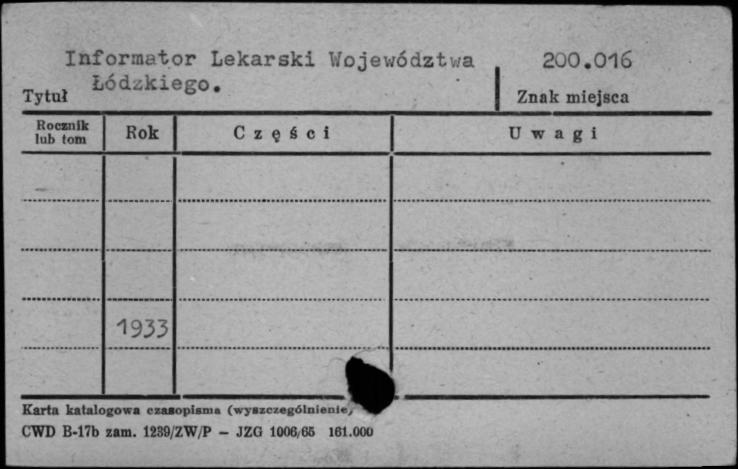 Informator Lekarski Województwa 200.016
Łódzkiego.
Tytuł Znak miejsca
Rocznik lub tom Rok Części Uwagi
1933
Karta katalogowa czasopisma (wyszczególnienie)
CWD B-17b zam. 1239/ZW/P — JZG 1006/65 161.000